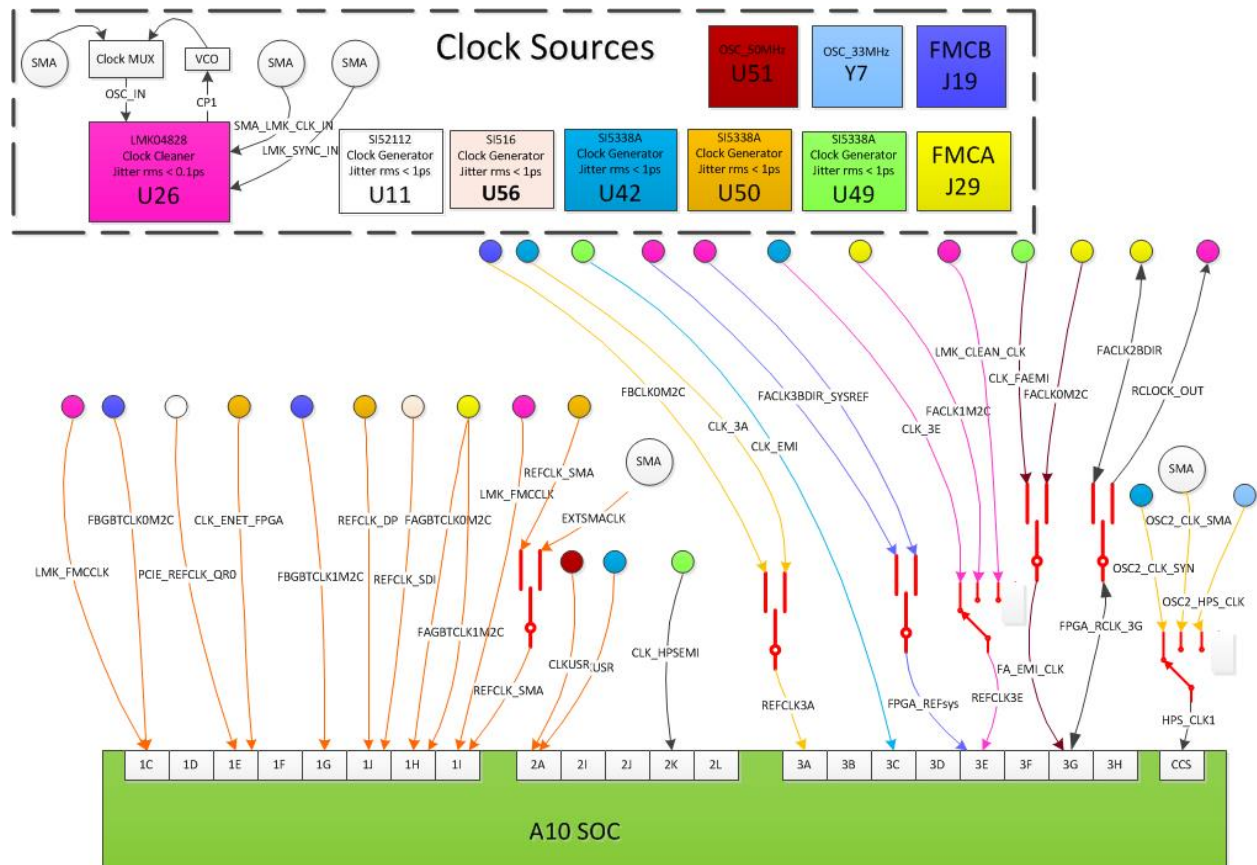 Clock Sources
SMA
Clock MUX
VCO
SMA
SMA
OSC_IN
CP1
SMA_LMK_CLK_IN
LMK_SYNC_IN
LMK04828
Clock Cleaner
Jitter rms < 0.1ps
U26
SI52112
Clock Generator
Jitter rms < 1ps
U11
SI516
Clock Generator
Jitter rms < 1ps
U56
SI5338A
Clock Generator
Jitter rms < 1ps
U42
SI5338A
Clock Generator
Jitter rms < 1ps
U50
SI5338A
Clock Generator
Jitter rms < 1ps
U49
OSC_50MHz
U51
OSC_33MHz
Y7
FMCB
J19
FMCA
J29
FBCLK0M2C
CLK_3A
CLK_EMI
FACLK3BDIR_SYSREF
CLK_3E
FACLK1M2C
LMK_CLEAN_CLK
CLK_FAEMI
FACLK0M2C
FACLK2BDIR
RCLOCK_OUT
LMK_FMCCLK
FBGBTCLK0M2C
PCIE_REFCLK_QR0
CLK_ENET_FPGA
FBGBTCLK1M2C
REFCLK_DP
REFCLK_SDI
FAGBTCLK0M2C
FAGBTCLK1M2C
LMK_FMCCLK
REFCLK_SMA
SMA
EXTSMACLK
REFCLK_SMA
CLKUSR
USR
CLK_HPSEMI
REFCLK3A
FPGA_REFsys
REFCLK3E
FA_EMI_CLK
FPGA_RCLK_3G
SMA
OSC2_CLK_SMA
OSC2_CLK_SYN
OSC2_HPS_CLK
HPS_CLK1
1C
1D
1E
1F
1G
1J
1H
1I
2A
2I
2J
2K
2L
3A
3B
3C
3D
3E
3F
3G
3H
CCS
A10 SOC